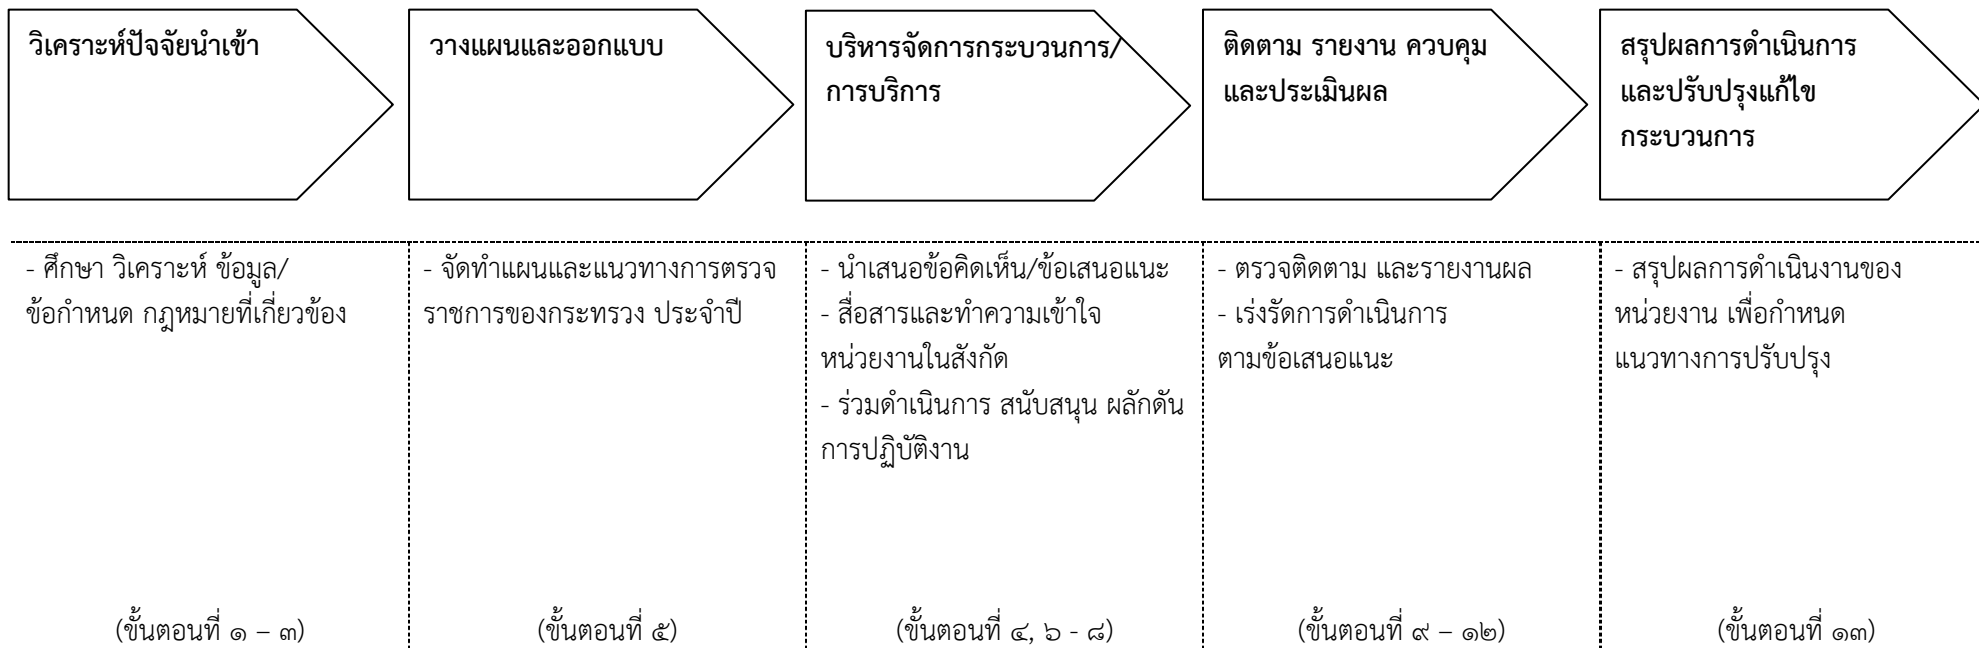 วิเคราะห์ปัจจัยนำเข้า
วางแผนและออกแบบ
บริหารจัดการกระบวนการ/
การบริการ
ติดตาม รายงาน ควบคุม
และประเมินผล
สรุปผลการดำเนินการ
และปรับปรุงแก้ไข
กระบวนการ
- ศึกษา วิเคราะห์ ข้อมูล/
ข้อกำหนด กฎหมายที่เกี่ยวข้อง
(ขั้นตอนที่ ๑ – ๓)
- จัดทำแผนและแนวทางการตรวจ
ราชการของกระทรวง ประจำปี
(ขั้นตอนที่ ๕)
- นำเสนอข้อคิดเห็น/ข้อเสนอแนะ
- สื่อสารและทำความเข้าใจ
หน่วยงานในสังกัด
- ร่วมดำเนินการ สนับสนุน ผลักดัน
การปฏิบัติงาน
(ขั้นตอนที่ ๔, ๖ - ๘)
- ตรวจติดตาม และรายงานผล
- เร่งรัดการดำเนินการ
ตามข้อเสนอแนะ
(ขั้นตอนที่ ๙ – ๑๒)
- สรุปผลการดำเนินงานของ
หน่วยงาน เพื่อกำหนด
แนวทางการปรับปรุง
(ขั้นตอนที่ ๑๓)